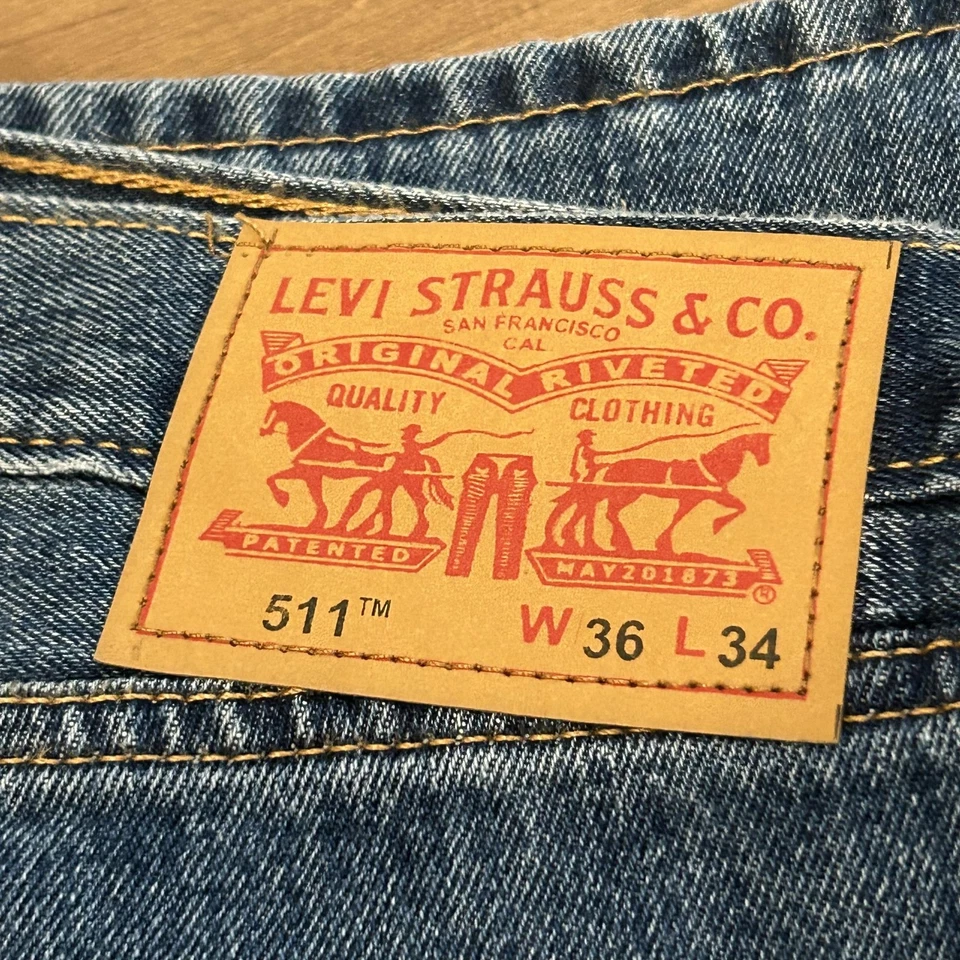 LEVI STRAUSS & CO.
SAN FRANCISCO
CAL
ORIGINAL RIVETED
QUALITY CLOTHING
PATENTED MAY201873 ®
511™ W36 L34